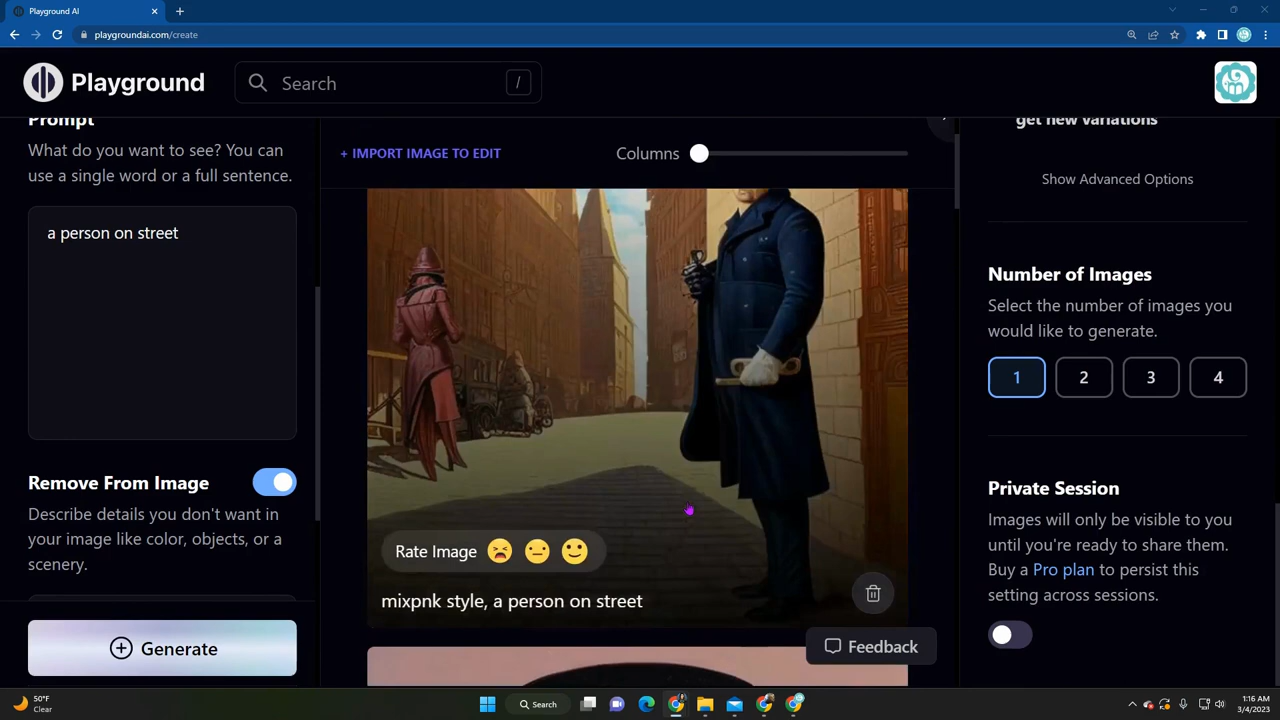 Playground AI
playgroundai.com/create
Playground
Search
/
Prompt
What do you want to see? You can
use a single word or a full sentence.
a person on street
Remove From Image
Describe details you don't want in
your image like color, objects, or a
scenery.
Generate
+ IMPORT IMAGE TO EDIT
Columns
Rate Image
mixpnk style, a person on street
Feedback
get new variations
Show Advanced Options
Number of Images
Select the number of images you
would like to generate.
1
2
3
4
Private Session
Images will only be visible to you
until you're ready to share them.
Buy a Pro plan to persist this
setting across sessions.
50°F
Clear
Search
1:16 AM
3/4/2023